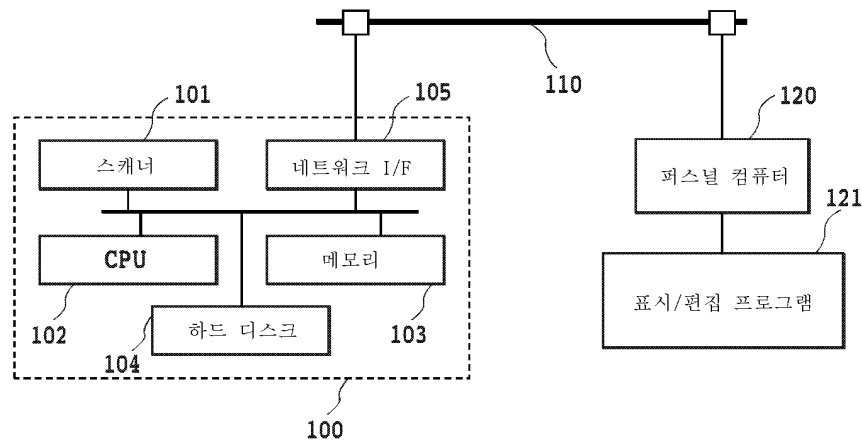 110
101
105
120
스캐너
네트워크 I/F
퍼스널 컴퓨터
121
CPU
메모리
표시/편집 프로그램
102
104
하드 디스크
103
100